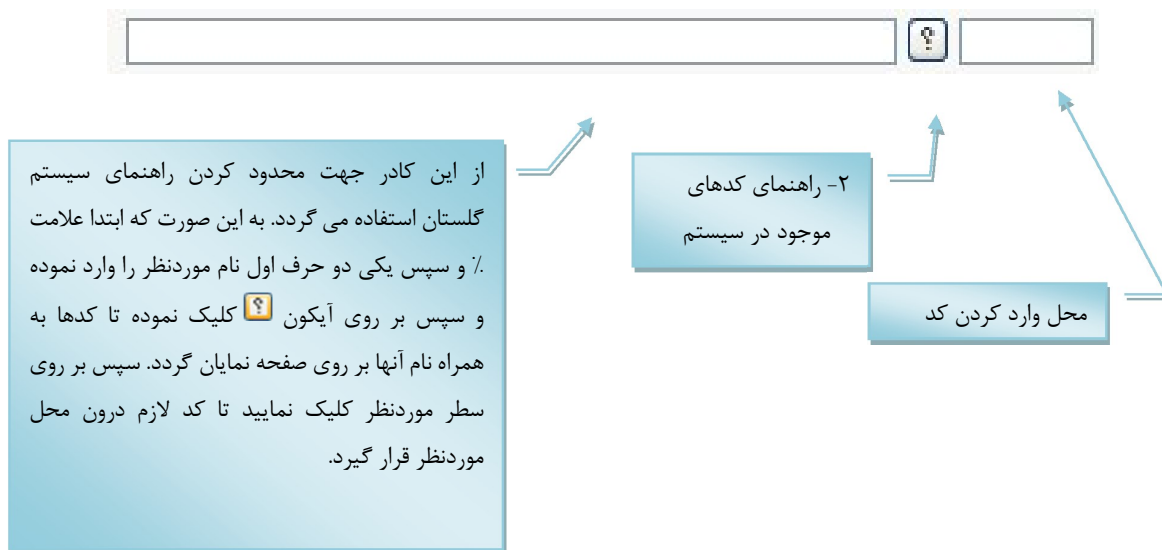 محل وارد کردن کد
۲- راهنمای کدهای
موجود در سیستم
از این کادر جهت محدود کردن راهنمای سیستم
گلستان استفاده می گردد. به این صورت که ابتدا علامت
٪ و سپس یکی دو حرف اول نام موردنظر را وارد نموده
و سپس بر روی آیکون ? کلیک نموده تا کدها به
همراه نام آنها بر روی صفحه نمایان گردد. سپس بر روی
سطر موردنظر کلیک نمایید تا کد لازم درون محل
موردنظر قرار گیرد.